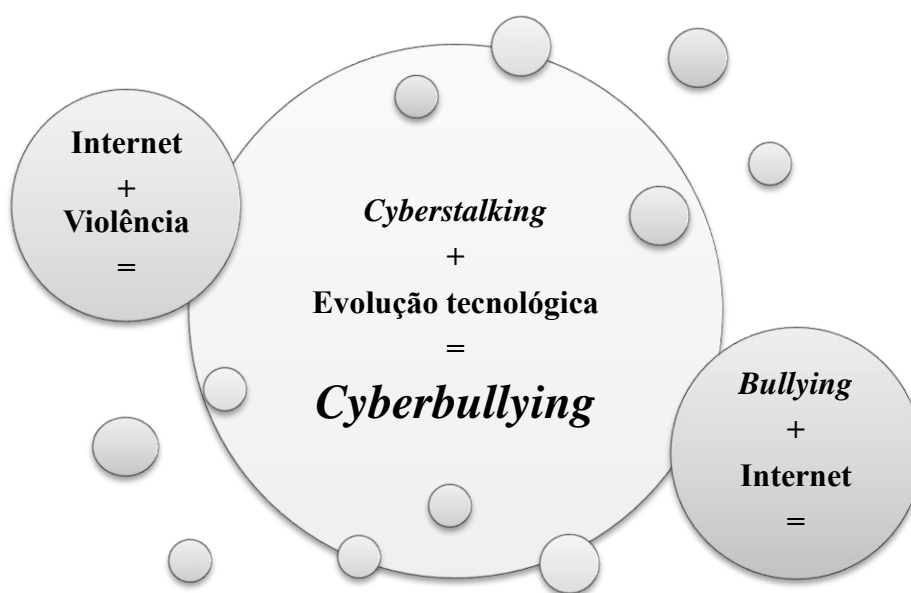 Internet
+
Violência
=
Cyberstalking
+
Evolução tecnológica
=
Cyberbullying
Bullying
+
Internet
=